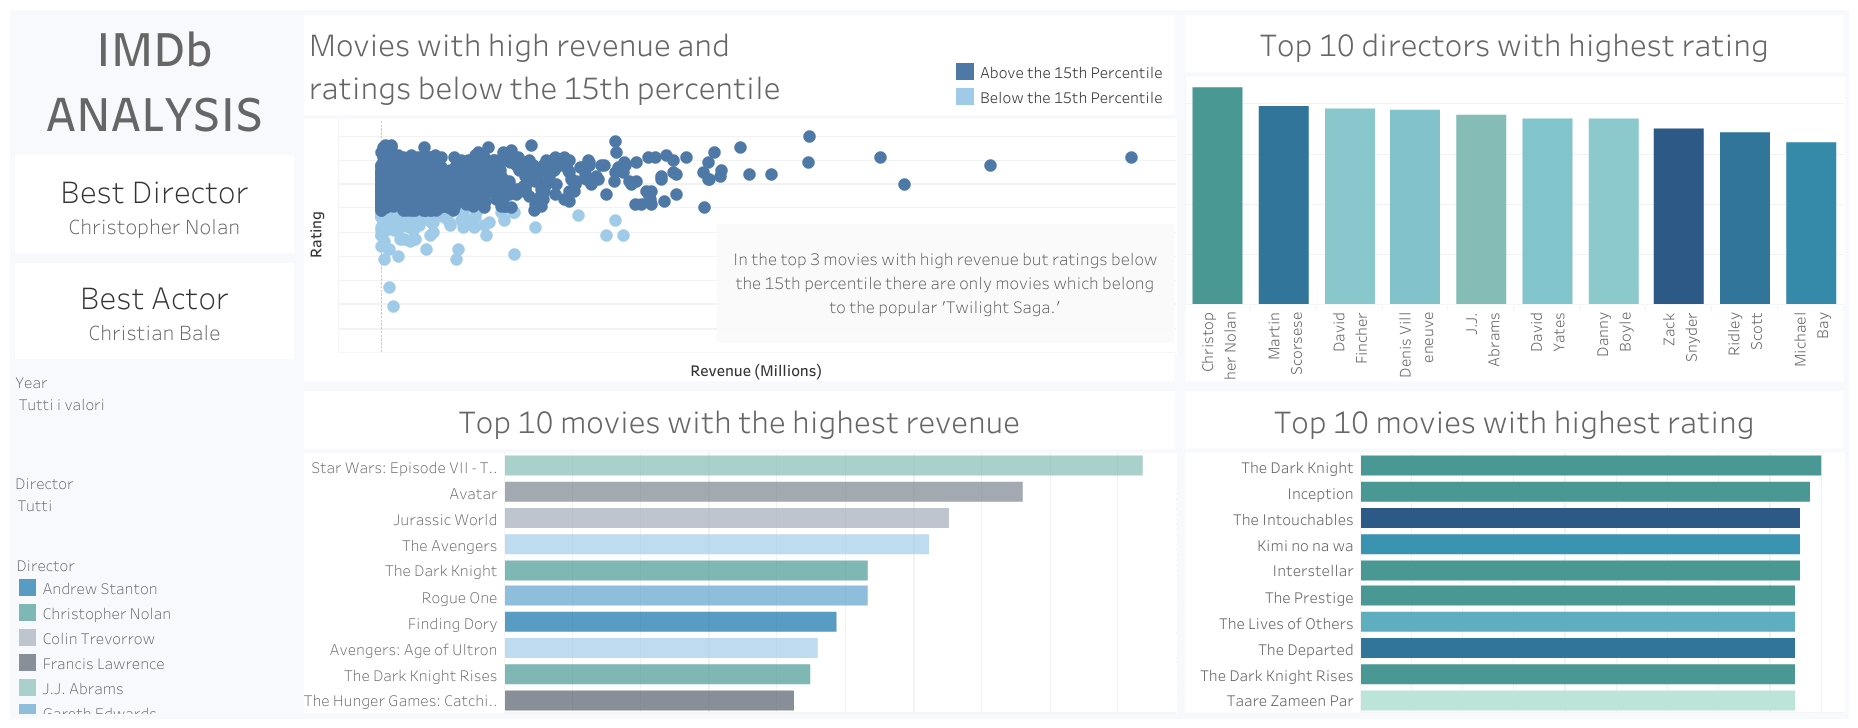 IMDb
ANALYSIS
Best Director
Christopher Nolan
Best Actor
Christian Bale
Year
Tutti i valori
Director
Tutti
Director
Andrew Stanton
Christopher Nolan
Colin Trevorrow
Francis Lawrence
J.J. Abrams
Gareth Edwards
Movies with high revenue and
ratings below the 15th percentile
Above the 15th Percentile
Below the 15th Percentile
Rating
In the top 3 movies with high revenue but ratings below
the 15th percentile there are only movies which belong
to the popular 'Twilight Saga.'
Revenue (Millions)
Top 10 directors with highest rating
Christop
her Nolan
Martin
Scorsese
David
Fincher
Denis Vill
eneuve
J.J.
Abrams
David
Yates
Danny
Boyle
Zack
Snyder
Ridley
Scott
Michael
Bay
Top 10 movies with the highest revenue
Star Wars: Episode VII - T..
Avatar
Jurassic World
The Avengers
The Dark Knight
Rogue One
Finding Dory
Avengers: Age of Ultron
The Dark Knight Rises
The Hunger Games: Catchi..
Top 10 movies with highest rating
The Dark Knight
Inception
The Intouchables
Kimi no na wa
Interstellar
The Prestige
The Lives of Others
The Departed
The Dark Knight Rises
Taare Zameen Par